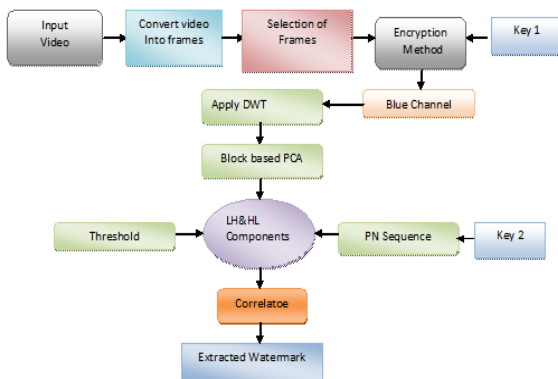 Input
Video
Convert video
Into frames
Selection of
Frames
Encryption
Method
Key 1
Blue Channel
Apply DWT
Block based PCA
LH&HL
Components
Threshold
PN Sequence
Key 2
Correlatoe
Extracted Watermark